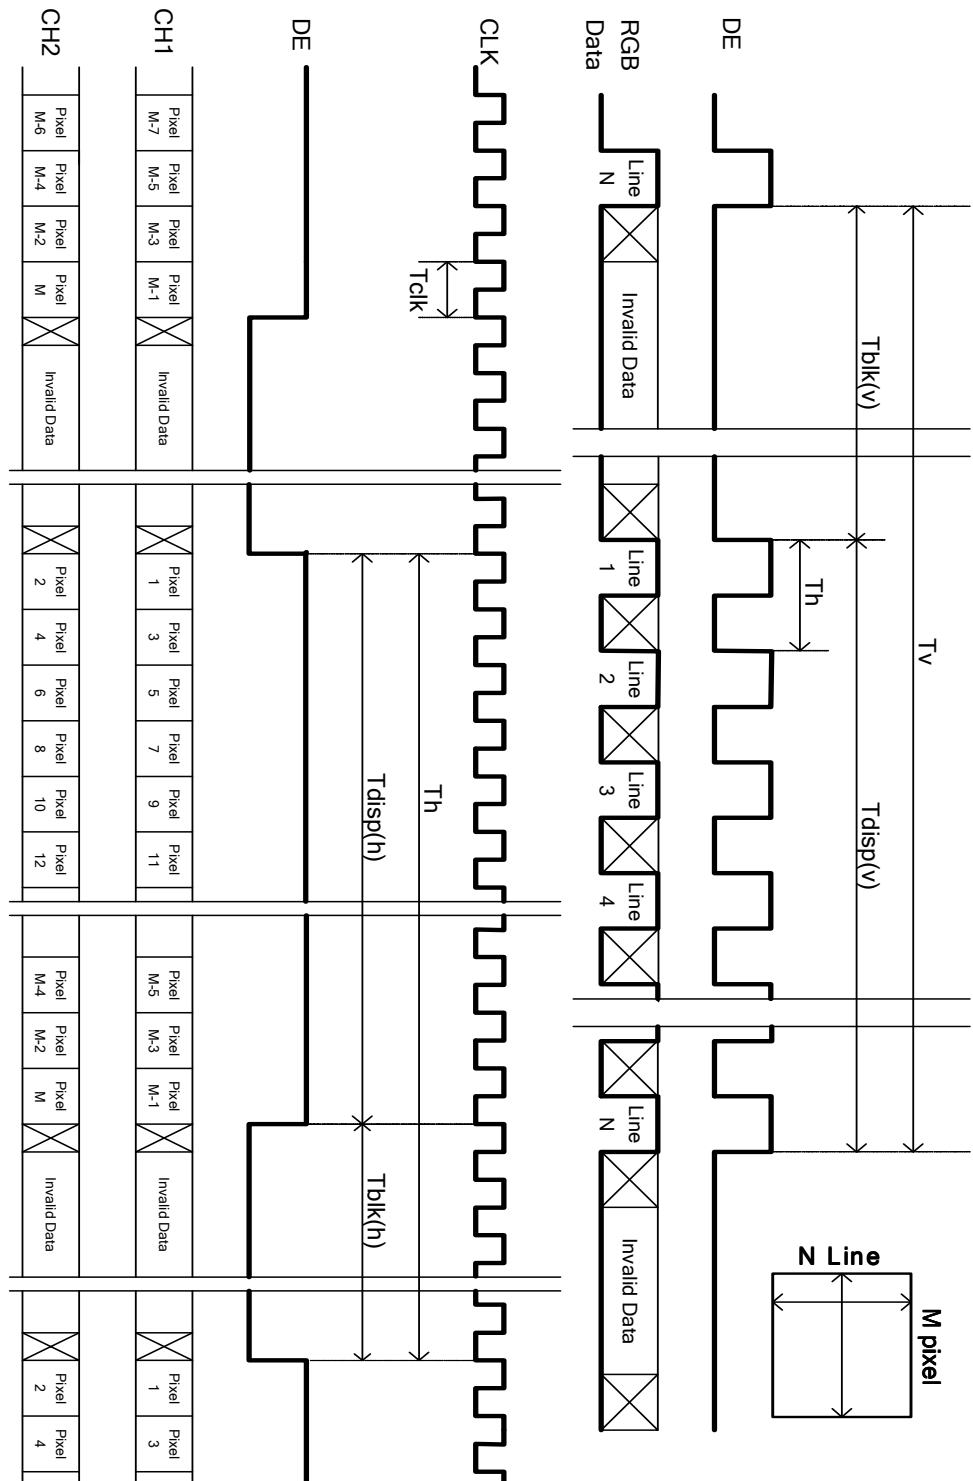 Tv
Tblk(v)
Tdisp(v)
Th
DE
RGB
Data
Line
N
Invalid Data
Line
1
Line
2
Line
3
Line
4
Line
N
Invalid Data
M pixel
N Line
CLK
Tclk
Th
Tdisp(h)
Tblk(h)
DE
CH1
Pixel
M-7
Pixel
M-5
Pixel
M-3
Pixel
M-1
Invalid Data
Pixel
1
Pixel
3
Pixel
5
Pixel
7
Pixel
9
Pixel
11
Pixel
M-5
Pixel
M-3
Pixel
M-1
Invalid Data
Pixel
1
Pixel
3
CH2
Pixel
M-6
Pixel
M-4
Pixel
M-2
Pixel
M
Invalid Data
Pixel
2
Pixel
4
Pixel
6
Pixel
8
Pixel
10
Pixel
12
Pixel
M-4
Pixel
M-2
Pixel
M
Invalid Data
Pixel
2
Pixel
4